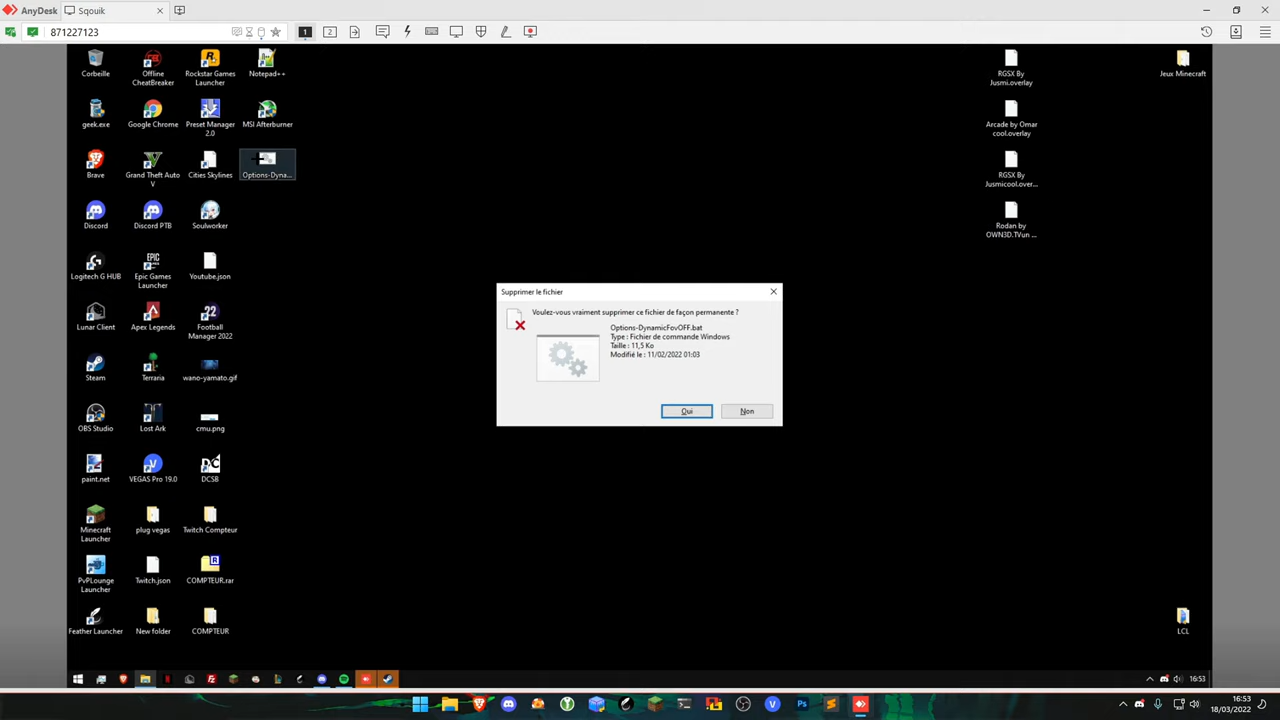 AnyDesk
Sqouik
871227123
1
2
Corbeille
Offline
CheatBreaker
Rockstar Games
Launcher
Notepad++
RGSX By
Jusmi.overlay
Jeux Minecraft
geek.exe
Google Chrome
Preset Manager
2.0
MSI Afterburner
Arcade by Omar
cool.overlay
Brave
Grand Theft Auto
V
Cities Skylines
Options-Dyna...
RGSX By
Jusmicool.over...
Discord
Discord PTB
Soulworker
Rodan by
OWN3D.TVun ...
Logitech G HUB
EPIC
GAMES
Epic Games
Launcher
Youtube.json
Supprimer le fichier
Voulez-vous vraiment supprimer ce fichier de façon permanente ?
Options-DynamicFovOFF.bat
Type : Fichier de commande Windows
Taille : 11,5 Ko
Modifié le : 11/02/2022 01:03
Oui
Non
Lunar Client
Apex Legends
22
Football
Manager 2022
Steam
Terraria
wano-yamato.gif
OBS Studio
Lost Ark
cmu.png
paint.net
VEGAS Pro 19.0
DC
DCSB
Minecraft
Launcher
plug vegas
Twitch Compteur
PvPLounge
Launcher
Twitch.json
COMPTEUR.rar
Feather Launcher
New folder
COMPTEUR
LCL
16:53
16:53
18/03/2022